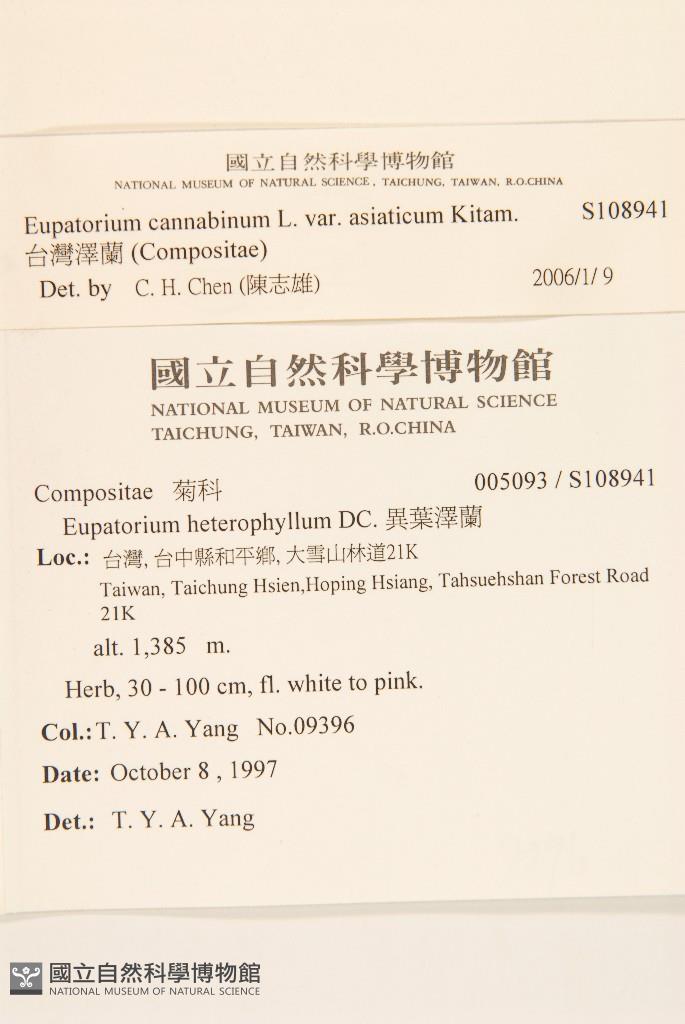 國立自然科學博物館
NATIONAL MUSEUM OF NATURAL SCIENCE, TAICHUNG, TAIWAN, R.O.CHINA
Eupatorium cannabinum L. var. asiaticum Kitam. S108941
台灣澤蘭 (Compositae)
Det. by C. H. Chen (陳志雄) 2006/1/ 9
國立自然科學博物館
NATIONAL MUSEUM OF NATURAL SCIENCE
TAICHUNG, TAIWAN, R.O.CHINA
Compositae 菊科 005093 / S108941
Eupatorium heterophyllum DC. 異葉澤蘭
Loc.: 台灣, 台中縣和平鄉, 大雪山林道21K
Taiwan, Taichung Hsien,Hoping Hsiang, Tahsuehshan Forest Road
21K
alt. 1,385 m.
Herb, 30 - 100 cm, fl. white to pink.
Col.: T. Y. A. Yang No.09396
Date: October 8 , 1997
Det.: T. Y. A. Yang
國立自然科學博物館
NATIONAL MUSEUM OF NATURAL SCIENCE